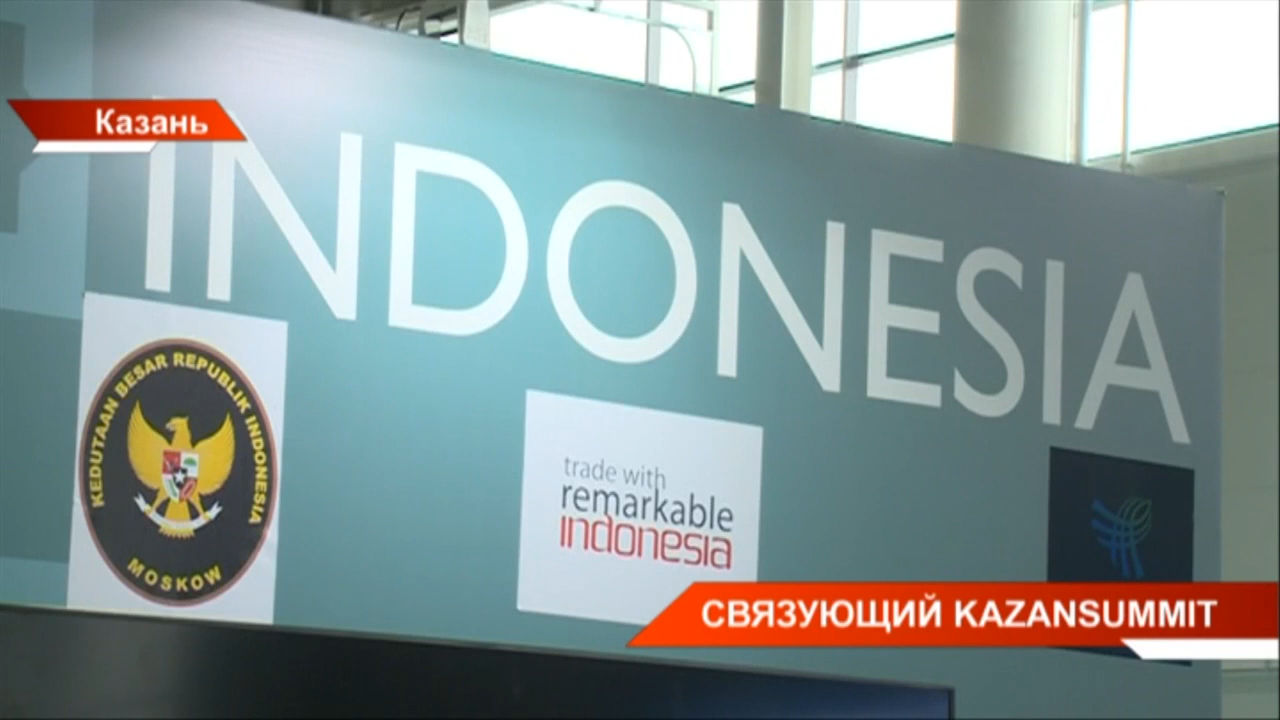 Казань
INDONESIA
KEDUTAAN BESAR REPUBLIK INDONESIA
MOSKOW
trade with
remarkable
indonesia
СВЯЗУЮЩИЙ KAZANSUMMIT